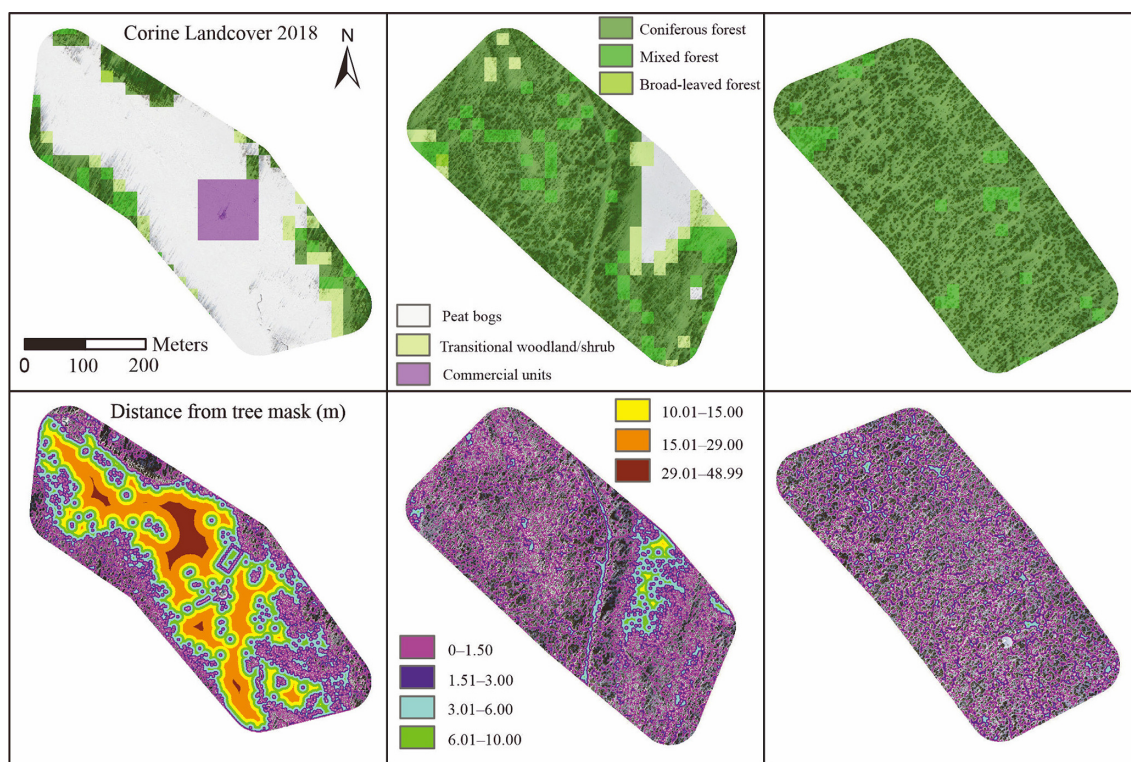 Corine Landcover 2018
N
Meters
0 100 200
Coniferous forest
Mixed forest
Broad-leaved forest
Peat bogs
Transitional woodland/shrub
Commercial units
Distance from tree mask (m)
10.01–15.00
15.01–29.00
29.01–48.99
0–1.50
1.51–3.00
3.01–6.00
6.01–10.00